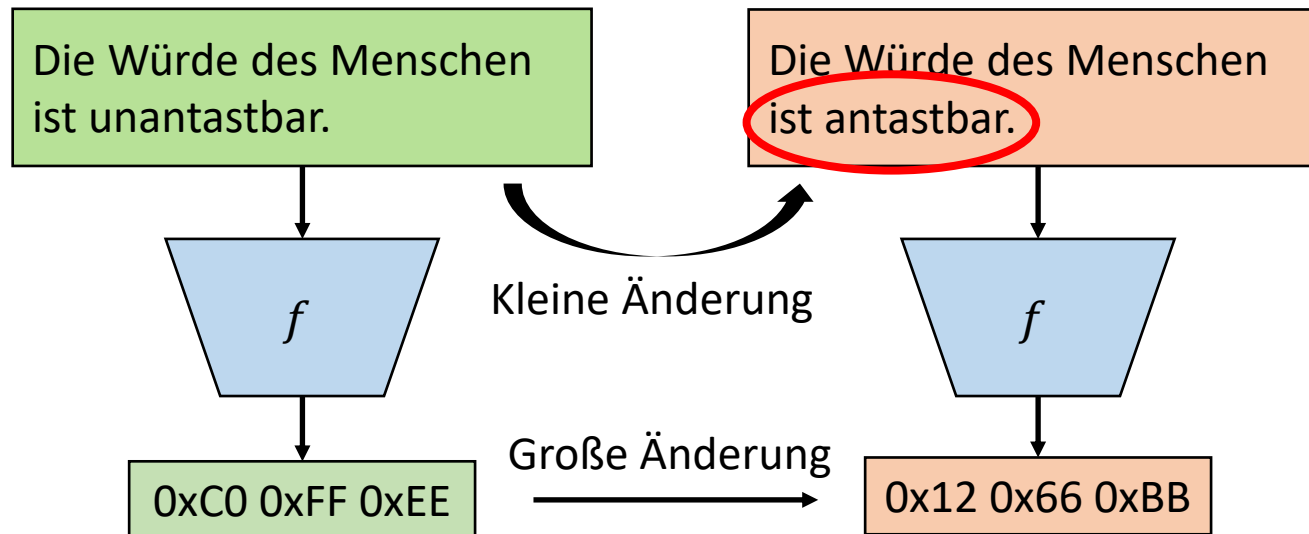 Die Würde des Menschen
ist unantastbar.
Die Würde des Menschen
ist antastbar.
f
Kleine Änderung
f
Große Änderung
0xC0 0xFF 0xEE
0x12 0x66 0xBB